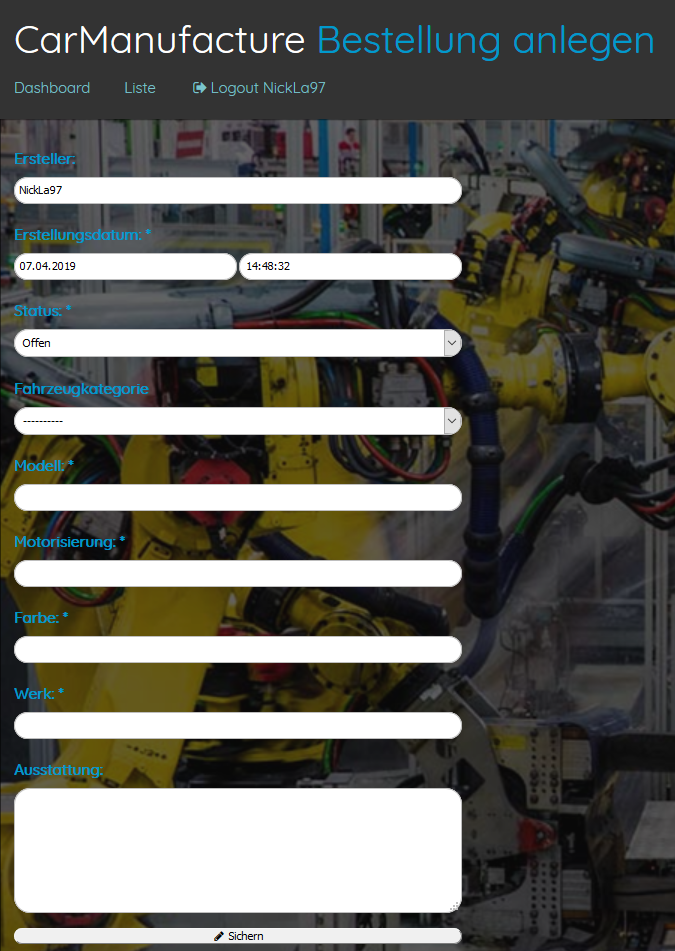 CarManufacture Bestellung anlegen
Dashboard Liste Logout NickLa97
Ersteller:
NickLa97
Erstellungsdatum: *
07.04.2019 14:48:32
Status: *
Offen
Fahrzeugkategorie
----------
Modell: *
Motorisierung: *
Farbe: *
Werk: *
Ausstattung:
Sichern